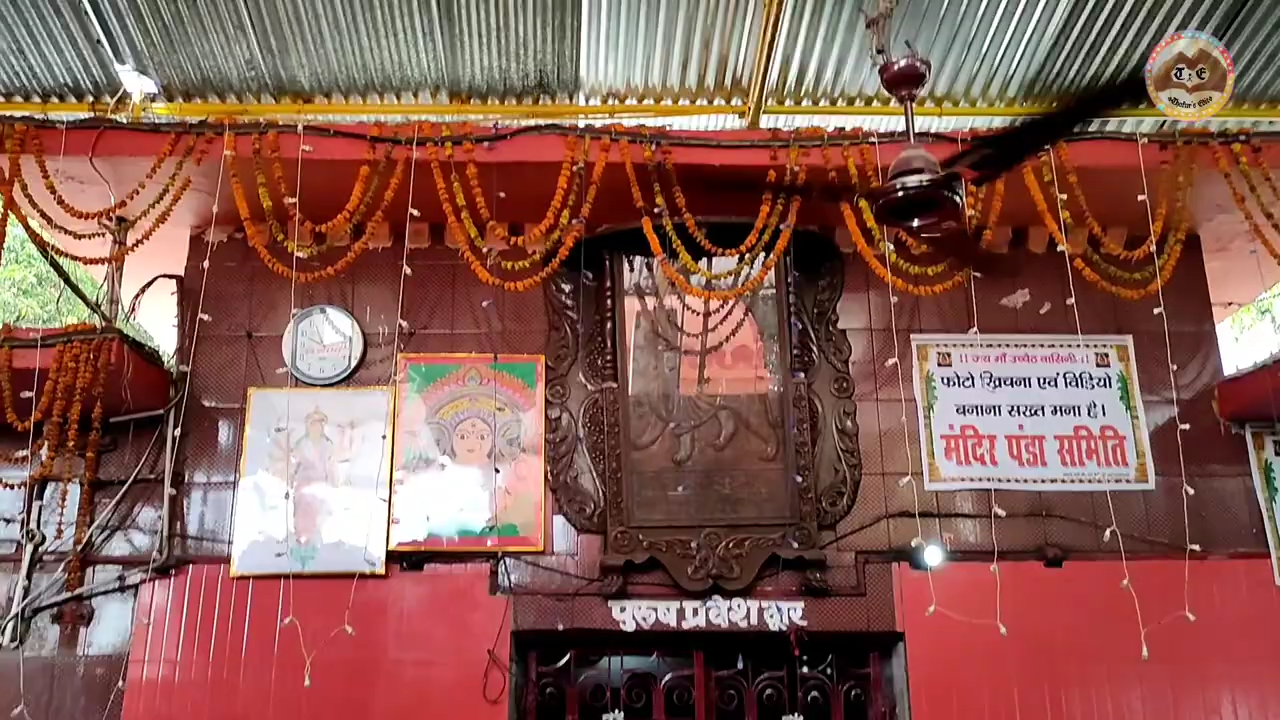 T E
।। जय माँ उच्चैठ वासिनी ।।
फोटो खिचना एवं विडियो
बनाना सख्त मना है।
मंदिर पंडा समिति
पुरुष प्रवेश द्वार